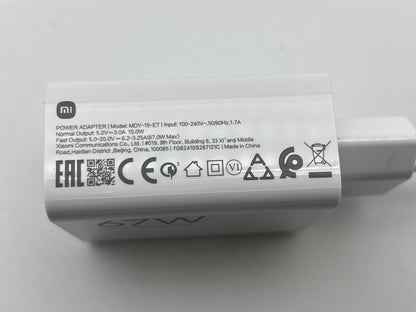 mi
POWER ADAPTER | Model: MDY-15-ET | Input: 100-240V~, 50/60Hz, 1.7A
Normal Output: 5.0V⎓3.0A 15.0W
Fast Output: 5.0-20.0V⎓6.2-3.25A(67.0W Max)
Xiaomi Communications Co., Ltd. | #019, 9th Floor, Building 6, 33 Xi'erqi Middle
Road,Haidian District ,Beijing, China, 100085 | Made in China
EAC CE VI
67W